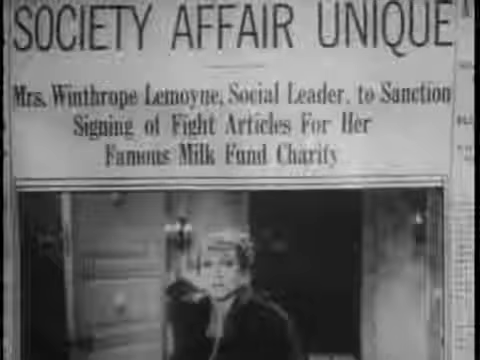 SOCIETY AFFAIR UNIQUE
Mrs. Winthrope Lemoyne, Social Leader, to Sanction
Signing of Fight Articles For Her
Famous Milk Fund Charity